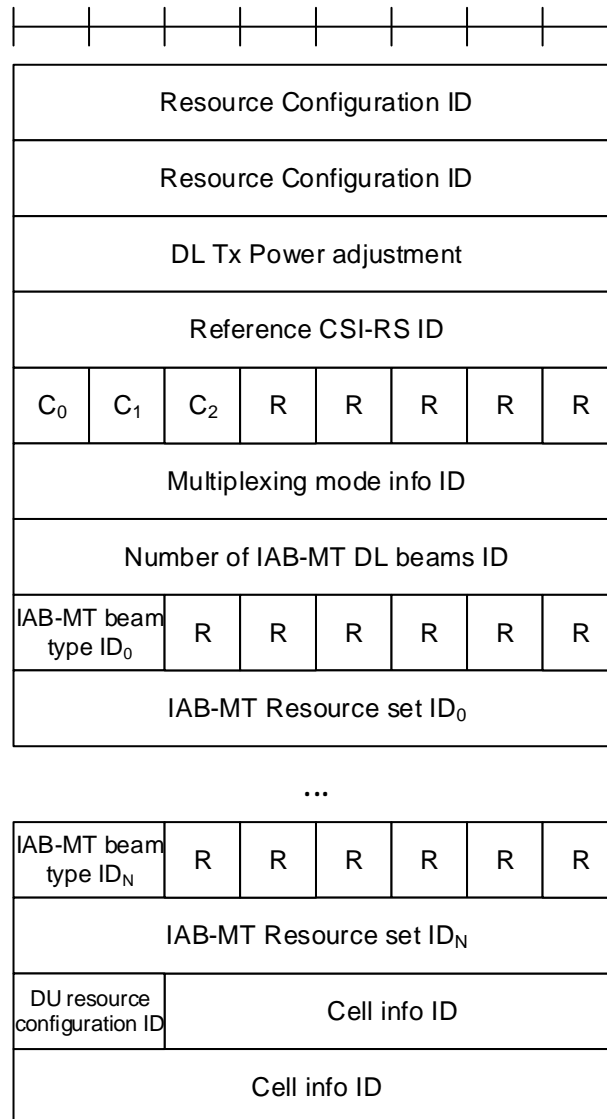 Resource Configuration ID
Resource Configuration ID
DL Tx Power adjustment
Reference CSI-RS ID
C₀ C₁ C₂ R R R R R
Multiplexing mode info ID
Number of IAB-MT DL beams ID
IAB-MT beam
type ID₀ R R R R R R
IAB-MT Resource set ID₀
...
IAB-MT beam
type ID_N R R R R R R
IAB-MT Resource set ID_N
DU resource
configuration ID Cell info ID
Cell info ID